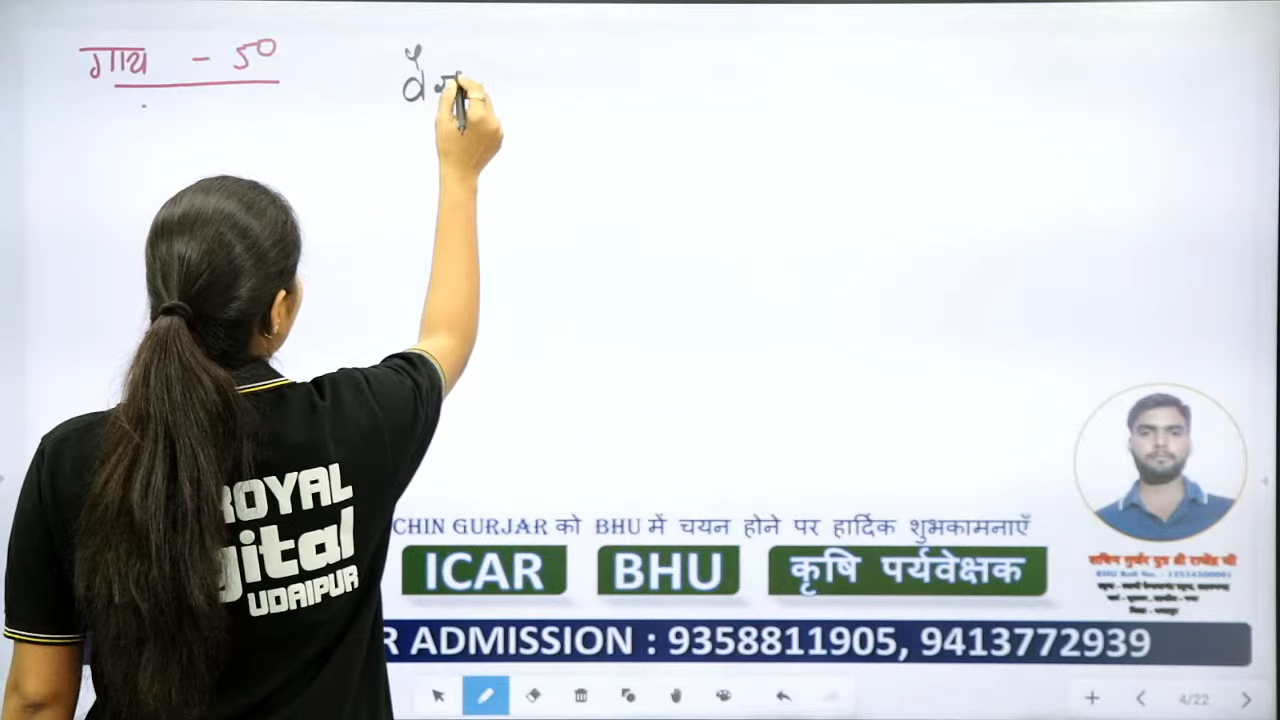 गाय - 50
ROYAL
gital
UDAIPUR
CHIN GURJAR को BHU में चयन होने पर हार्दिक शुभकामनाएँ
ICAR BHU कृषि पर्यवेक्षक
R ADMISSION : 9358811905, 9413772939
4/22